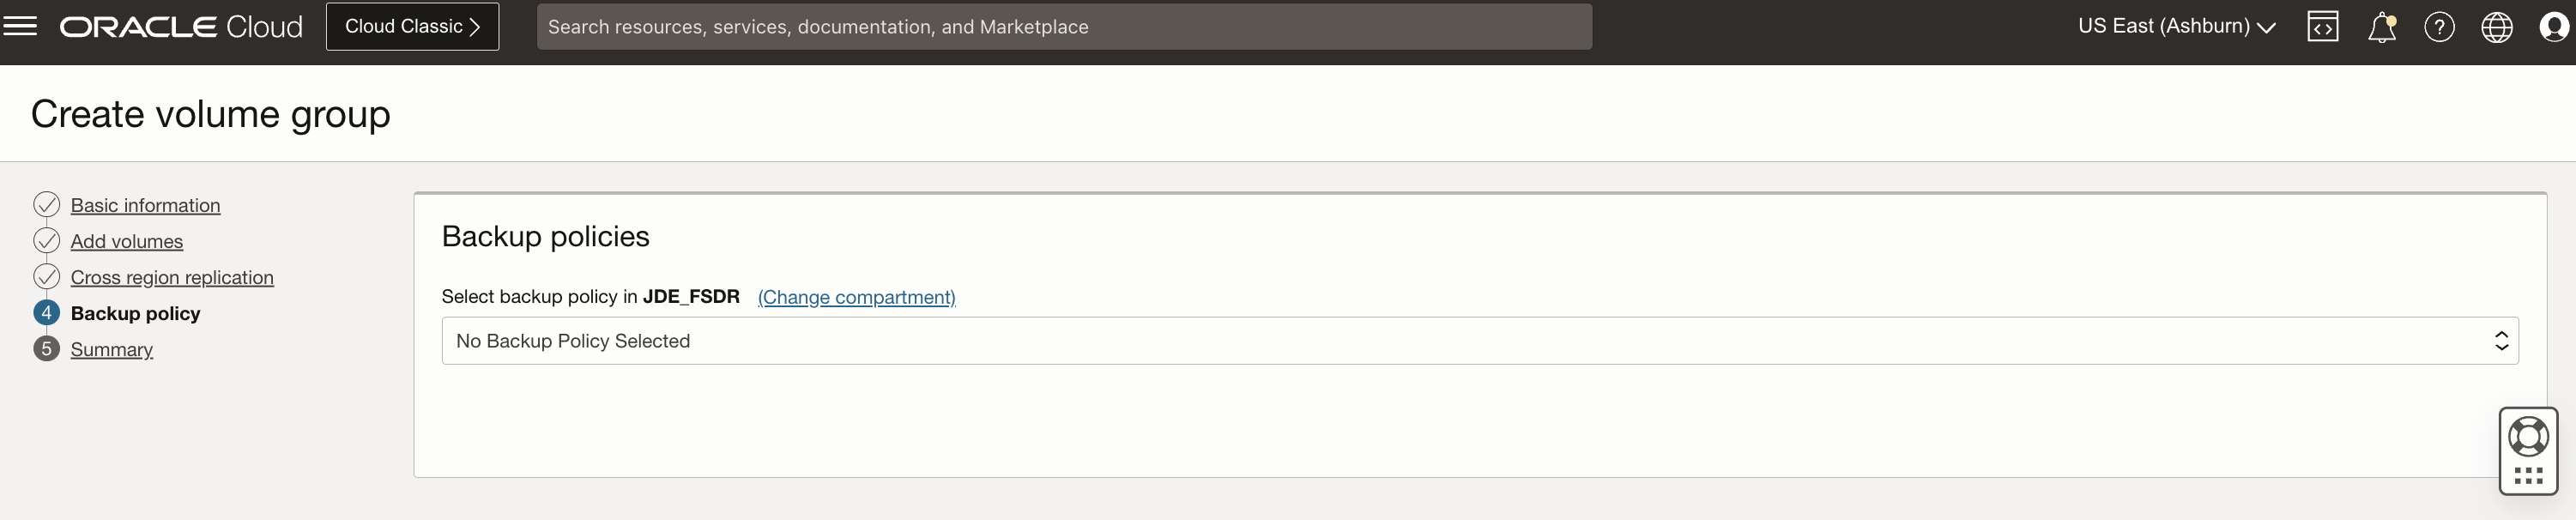 ORACLE Cloud
Cloud Classic
Search resources, services, documentation, and Marketplace
US East (Ashburn)
Create volume group
Basic information
Add volumes
Cross region replication
4 Backup policy
5 Summary
Backup policies
Select backup policy in JDE_FSDR (Change compartment)
No Backup Policy Selected